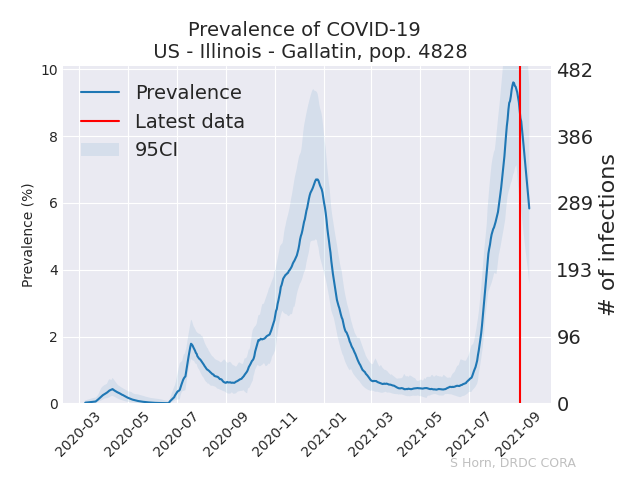 Prevalence of COVID-19
US - Illinois - Gallatin, pop. 4828
Prevalence
Latest data
95CI
Prevalence (%)
10
8
6
4
2
0
482
386
289
193
96
0
# of infections
2020-03
2020-05
2020-07
2020-09
2020-11
2021-01
2021-03
2021-05
2021-07
2021-09
S Horn, DRDC CORA